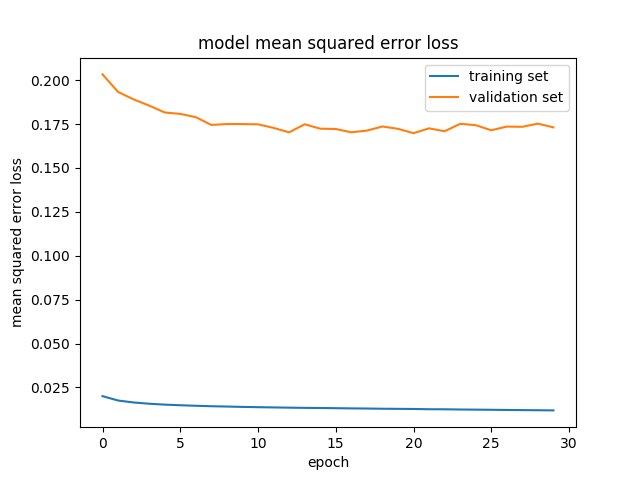 model mean squared error loss
training set
validation set
mean squared error loss
0.200
0.175
0.150
0.125
0.100
0.075
0.050
0.025
0 5 10 15 20 25 30
epoch